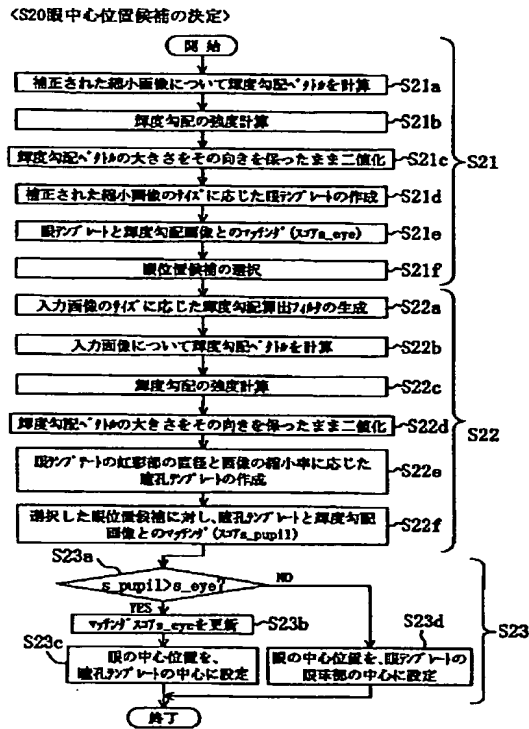 <S20眼中心位置候補の決定>
開 始
補正された縮小画像について輝度勾配ベクトルを計算
S21a
輝度勾配の強度計算
S21b
輝度勾配ベクトルの大きさをその向きを保ったまま二値化
S21c
補正された縮小画像のサイズに応じた眼テンプレートの作成
S21d
眼テンプレートと輝度勾配画像とのマッチング(スコアs_eye)
S21e
眼位置候補の選択
S21f
S21
入力画像のサイズに応じた輝度勾配算出フィルタの生成
S22a
入力画像について輝度勾配ベクトルを計算
S22b
輝度勾配の強度計算
S22c
輝度勾配ベクトルの大きさをその向きを保ったまま二値化
S22d
眼テンプテートの虹彩部の直径と画像の縮小率に応じた
瞳孔テンプレートの作成
S22e
選択した眼位置候補に対し、瞳孔テンプレートと輝度勾配
画像とのマッチング(スコアs_pupil)
S22f
S22
S23a
s_pupil>s_eye?
NO
YES
マッチングスコアs_eyeを更新
S23b
S23c
眼の中心位置を、
瞳孔テンプレートの中心に設定
S23d
眼の中心位置を、眼テンプレートの
眼球部の中心に設定
S23
終 了